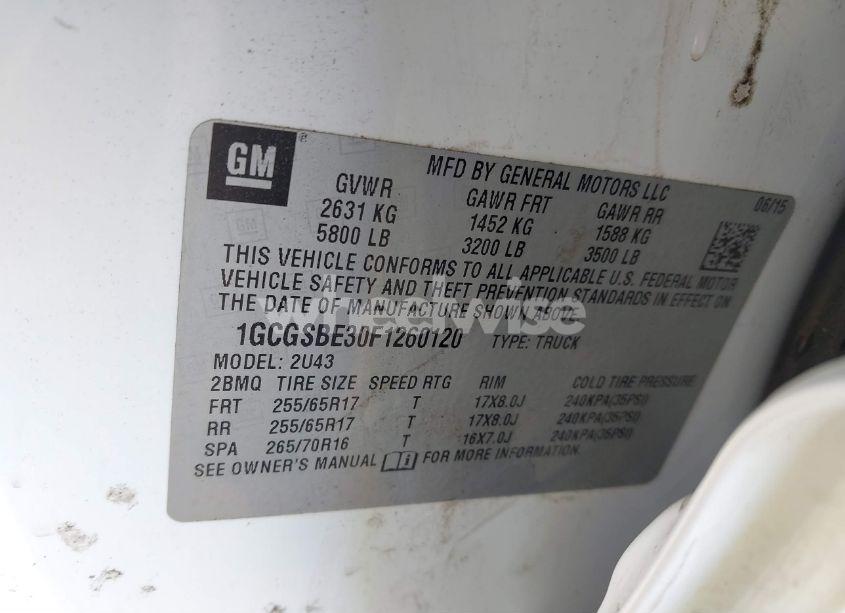 GM
MFD BY GENERAL MOTORS LLC
06/15
GVWR GAWR FRT GAWR RR
2631 KG 1452 KG 1588 KG
5800 LB 3200 LB 3500 LB
THIS VEHICLE CONFORMS TO ALL APPLICABLE U.S. FEDERAL MOTOR
VEHICLE SAFETY AND THEFT PREVENTION STANDARDS IN EFFECT ON
THE DATE OF MANUFACTURE SHOWN ABOVE.
wheelwise
1GCGSBE30F1260120 TYPE: TRUCK
MODEL: 2U43
2BMQ TIRE SIZE SPEED RTG RIM COLD TIRE PRESSURE
FRT 255/65R17 T 17X8.0J 240KPA(35PSI)
RR 255/65R17 T 17X8.0J 240KPA(35PSI)
SPA 265/70R16 T 16X7.0J 240KPA(35PSI)
SEE OWNER'S MANUAL FOR MORE INFORMATION.